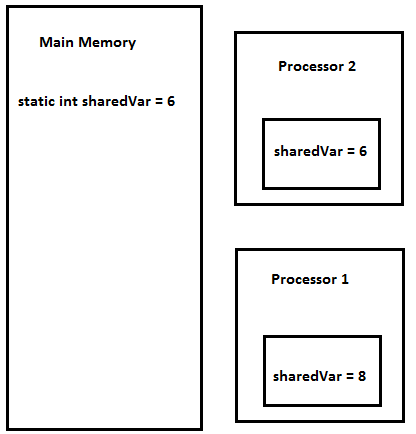 Main Memory
static int sharedVar = 6
Processor 2
sharedVar = 6
Processor 1
sharedVar = 8